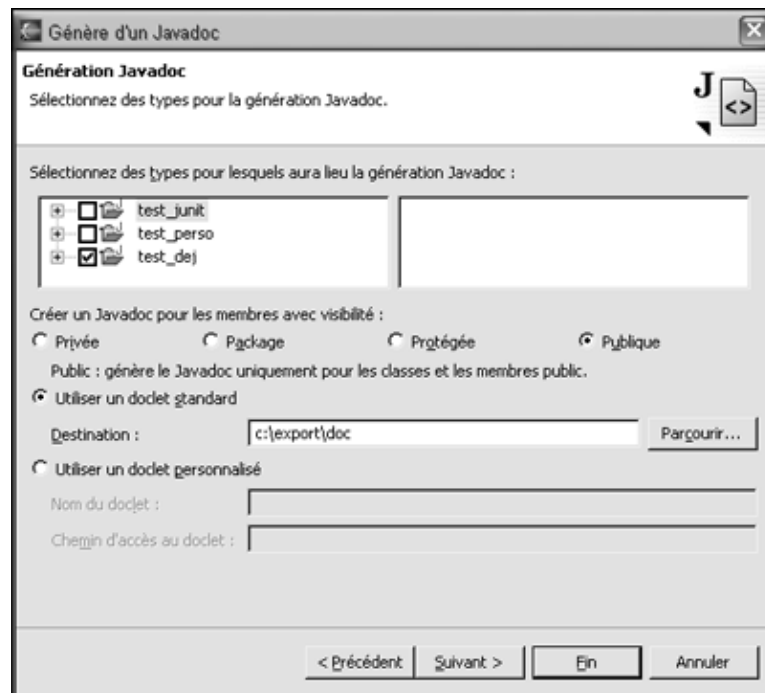 Génère d'un Javadoc
Génération Javadoc
Sélectionnez des types pour la génération Javadoc.
J
<>
Sélectionnez des types pour lesquels aura lieu la génération Javadoc :
test_junit
test_perso
test_dej
Créer un Javadoc pour les membres avec visibilité :
Privée Package Protégée Publique
Public : génère le Javadoc uniquement pour les classes et les membres public.
Utiliser un doclet standard
Destination : c:\export\doc Parcourir...
Utiliser un doclet personnalisé
Nom du doclet :
Chemin d'accès au doclet :
< Précédent Suivant > Fin Annuler